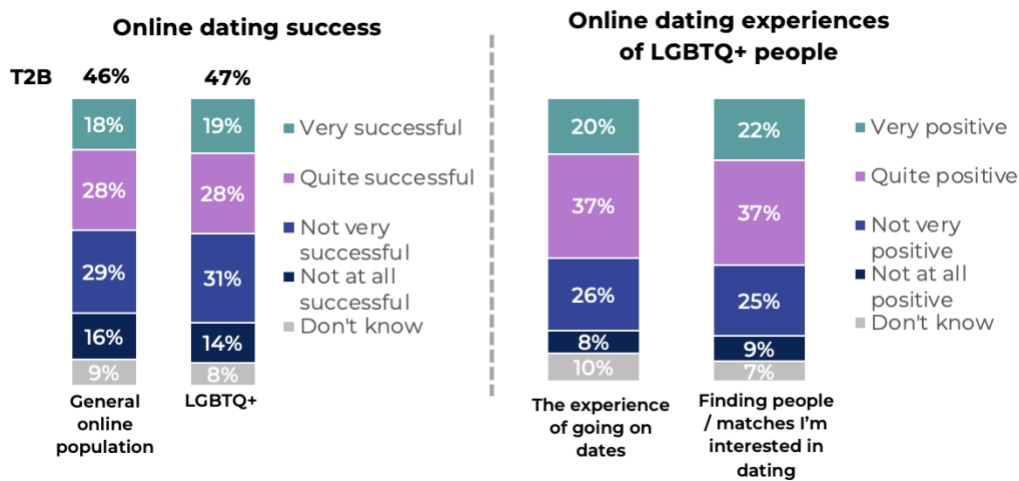 Online dating success
T2B
46%
47%
18%
19%
28%
28%
29%
31%
16%
14%
9%
8%
General
online
population
LGBTQ+
Very successful
Quite successful
Not very
successful
Not at all
successful
Don't know
Online dating experiences
of LGBTQ+ people
20%
22%
37%
37%
26%
25%
8%
9%
10%
7%
The experience
of going on
dates
Finding people
/ matches I'm
interested in
dating
Very positive
Quite positive
Not very
positive
Not at all
positive
Don't know